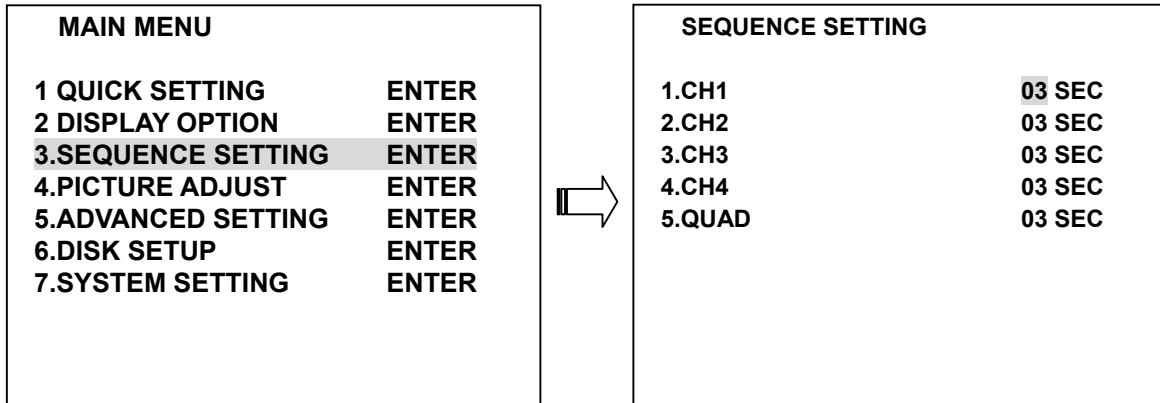 MAIN MENU
1 QUICK SETTING ENTER
2 DISPLAY OPTION ENTER
3.SEQUENCE SETTING ENTER
4.PICTURE ADJUST ENTER
5.ADVANCED SETTING ENTER
6.DISK SETUP ENTER
7.SYSTEM SETTING ENTER
SEQUENCE SETTING
1.CH1 03 SEC
2.CH2 03 SEC
3.CH3 03 SEC
4.CH4 03 SEC
5.QUAD 03 SEC